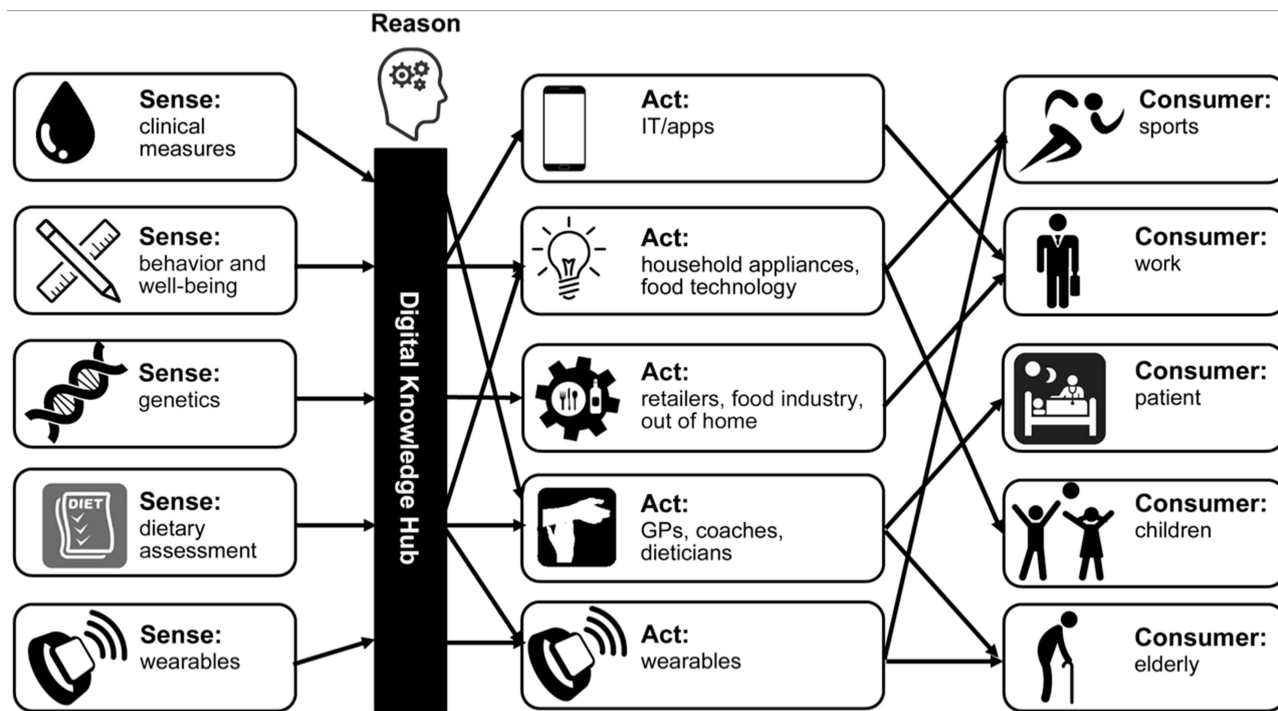 Reason
Sense:
clinical
measures
Sense:
behavior and
well-being
Sense:
genetics
DIET
Sense:
dietary
assessment
Sense:
wearables
Digital Knowledge Hub
Act:
IT/apps
Act:
household appliances,
food technology
Act:
retailers, food industry,
out of home
Act:
GPs, coaches,
dieticians
Act:
wearables
Consumer:
sports
Consumer:
work
Consumer:
patient
Consumer:
children
Consumer:
elderly